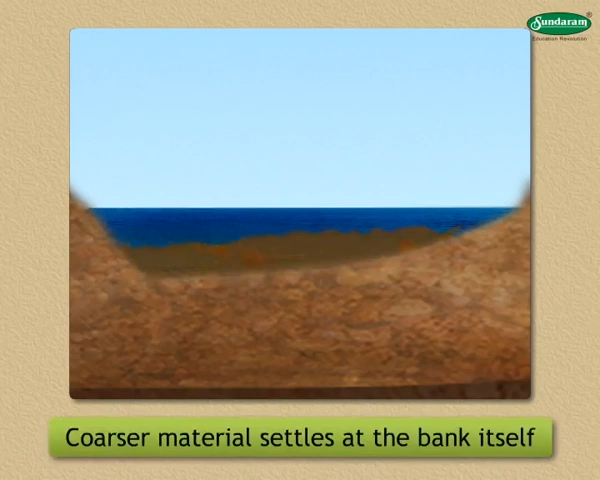 Sundaram®
Education Revolution
Coarser material settles at the bank itself